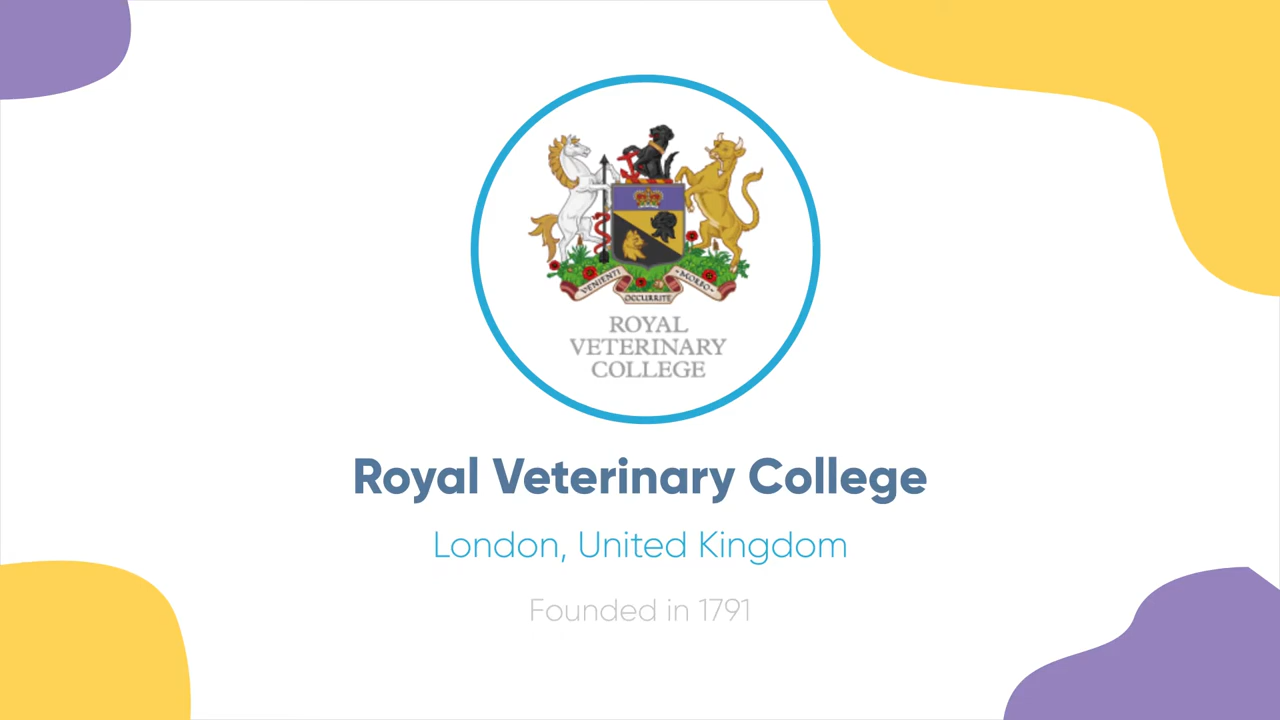 VENIENTI
OCCURRITE
MORBO
ROYAL
VETERINARY
COLLEGE
Royal Veterinary College
London, United Kingdom
Founded in 1791